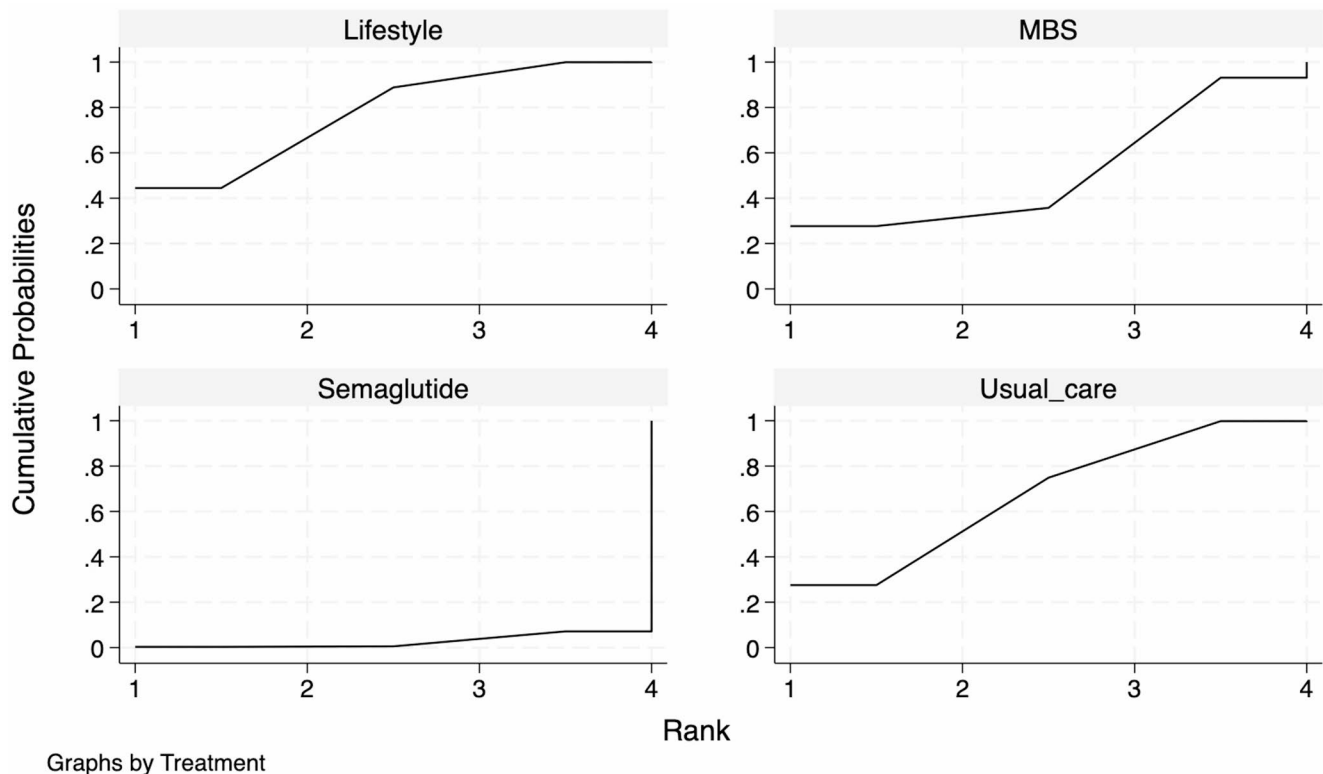 Lifestyle
1
.8
.6
.4
.2
0
1 2 3 4
MBS
1
.8
.6
.4
.2
0
1 2 3 4
Semaglutide
1
.8
.6
.4
.2
0
1 2 3 4
Usual_care
1
.8
.6
.4
.2
0
1 2 3 4
Cumulative Probabilities
Rank
Graphs by Treatment